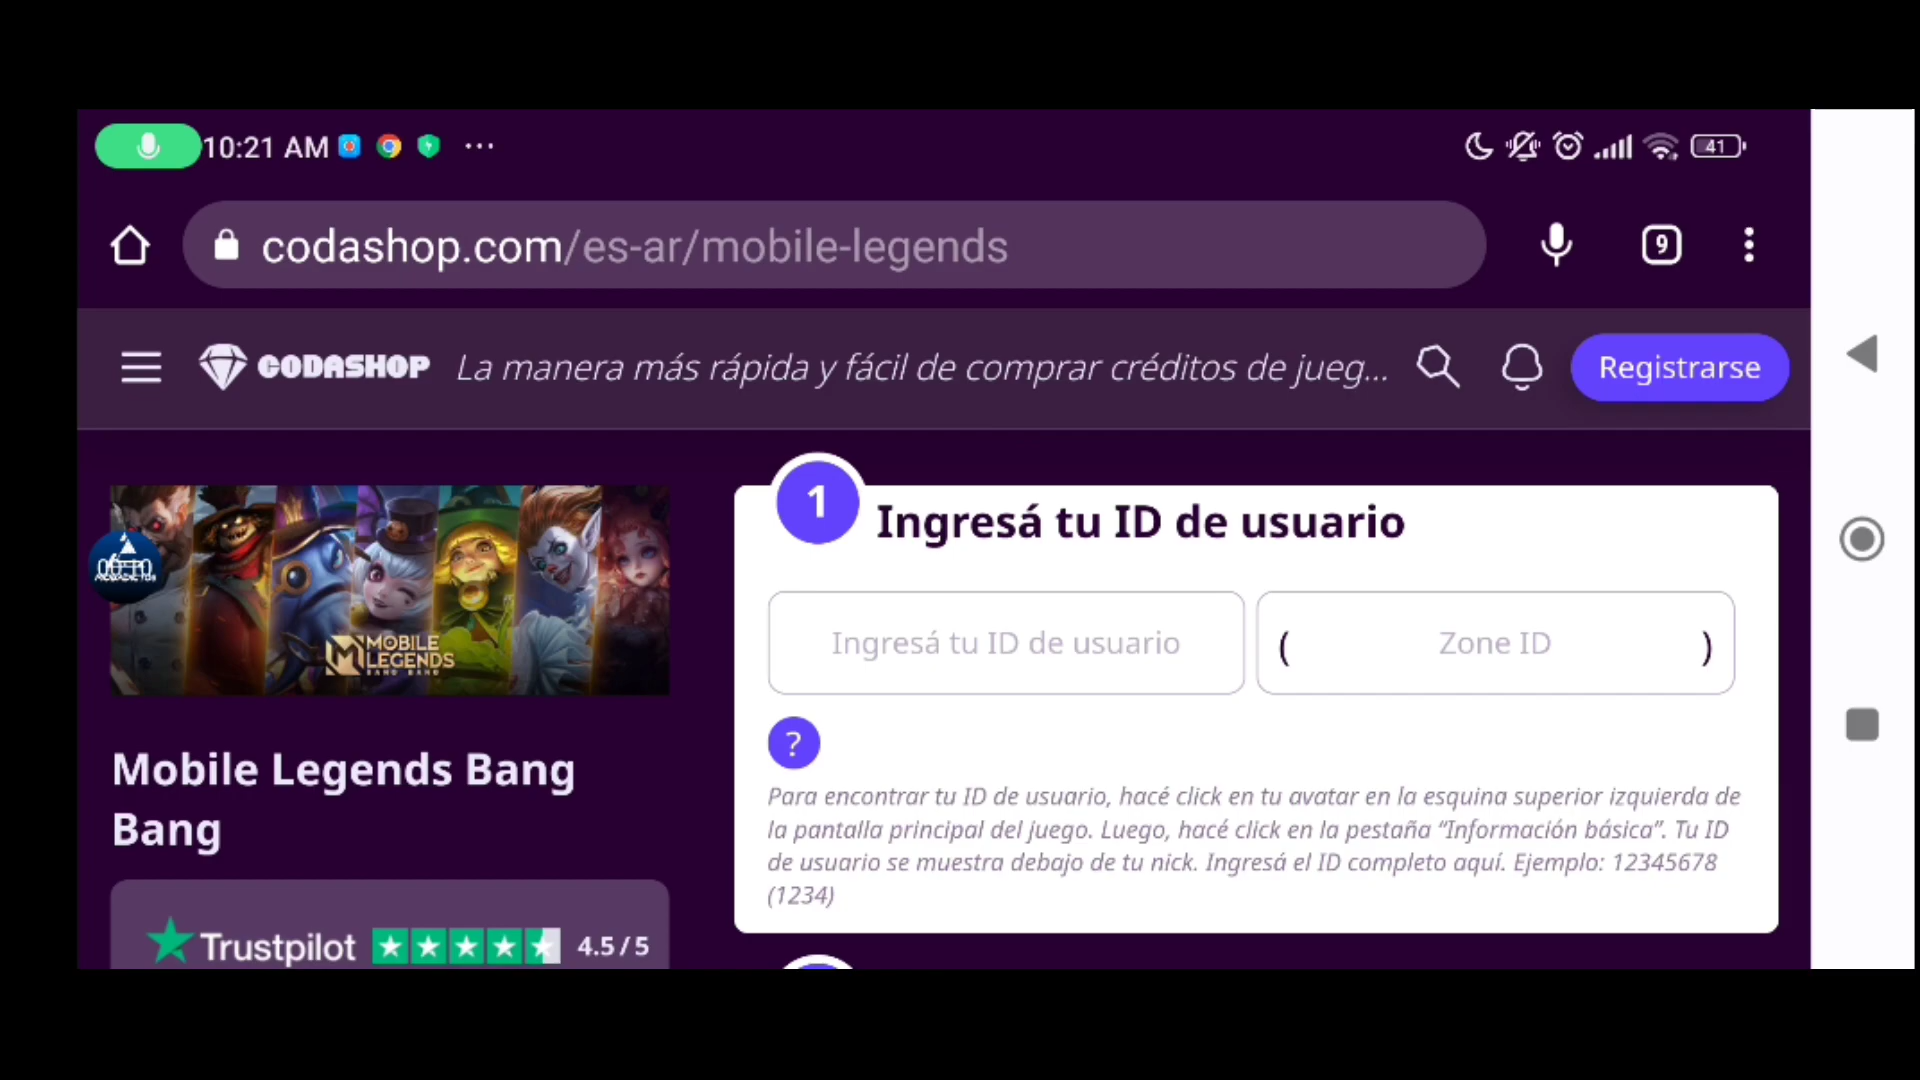 10:21 AM
41
codashop.com/es-ar/mobile-legends
9
CODASHOP
La manera más rápida y fácil de comprar créditos de jueg...
Registrarse
1
Ingresá tu ID de usuario
Ingresá tu ID de usuario
( Zone ID )
?
Para encontrar tu ID de usuario, hacé click en tu avatar en la esquina superior izquierda de
la pantalla principal del juego. Luego, hacé click en la pestaña “Información básica”. Tu ID
de usuario se muestra debajo de tu nick. Ingresá el ID completo aquí. Ejemplo: 12345678
(1234)
MOBILE
LEGENDS
BANG BANG
Mobile Legends Bang
Bang
Trustpilot 4.5/5